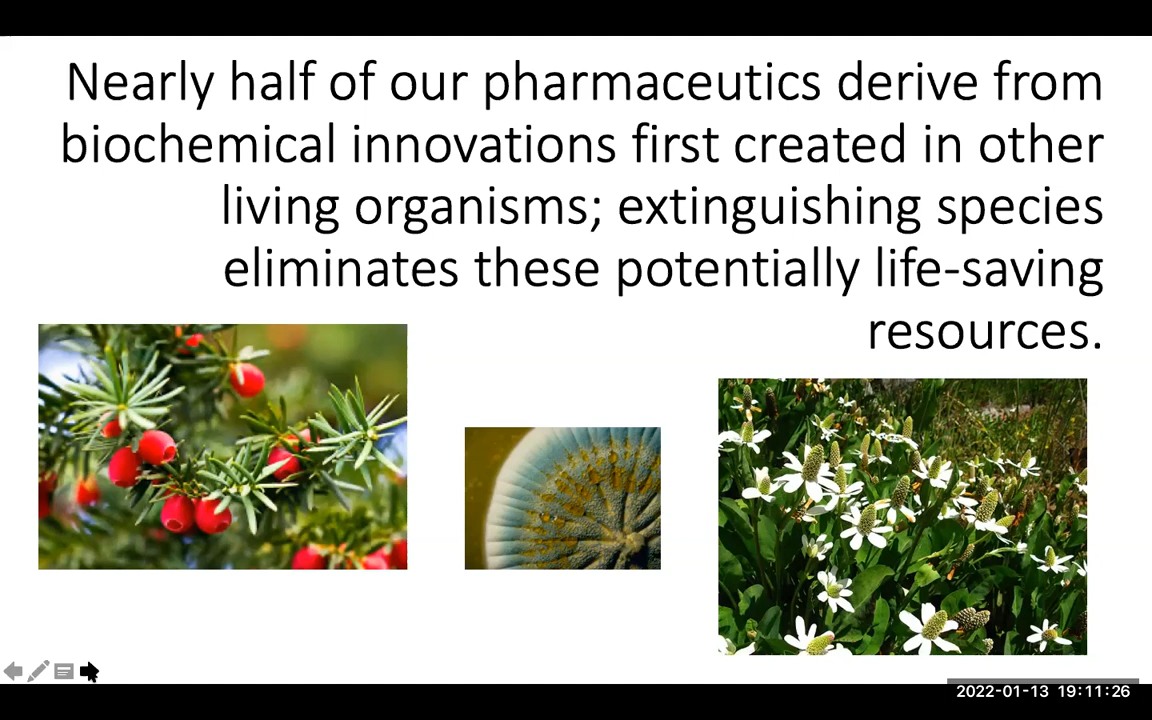 Nearly half of our pharmaceutics derive from
biochemical innovations first created in other
living organisms; extinguishing species
eliminates these potentially life-saving
resources.
2022-01-13 19:11:26